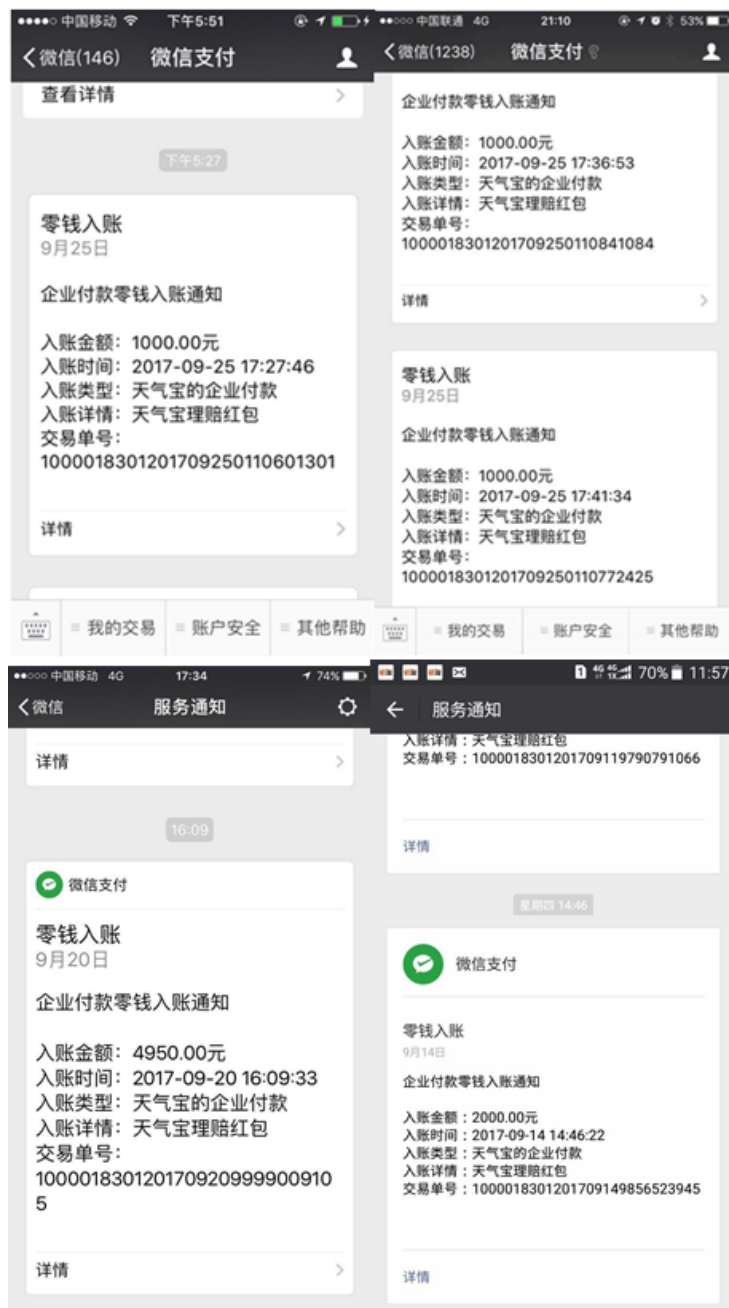 中国移动 下午5:51
微信(146) 微信支付
查看详情
下午5:27
零钱入账
9月25日
企业付款零钱入账通知
入账金额：1000.00元
入账时间：2017-09-25 17:27:46
入账类型：天气宝的企业付款
入账详情：天气宝理赔红包
交易单号：
1000018301201709250110601301
详情
我的交易 账户安全 其他帮助
中国联通 4G 21:10 53%
微信(1238) 微信支付
企业付款零钱入账通知
入账金额：1000.00元
入账时间：2017-09-25 17:36:53
入账类型：天气宝的企业付款
入账详情：天气宝理赔红包
交易单号：
1000018301201709250110841084
详情
零钱入账
9月25日
企业付款零钱入账通知
入账金额：1000.00元
入账时间：2017-09-25 17:41:34
入账类型：天气宝的企业付款
入账详情：天气宝理赔红包
交易单号：
1000018301201709250110772425
我的交易 账户安全 其他帮助
中国移动 4G 17:34 74%
微信 服务通知
详情
16:09
微信支付
零钱入账
9月20日
企业付款零钱入账通知
入账金额：4950.00元
入账时间：2017-09-20 16:09:33
入账类型：天气宝的企业付款
入账详情：天气宝理赔红包
交易单号：
100001830120170920999900910
5
详情
1 4G 70% 11:57
服务通知
入账详情：天气宝理赔红包
交易单号：1000018301201709119790791066
详情
星期四 14:46
微信支付
零钱入账
9月14日
企业付款零钱入账通知
入账金额：2000.00元
入账时间：2017-09-14 14:46:22
入账类型：天气宝的企业付款
入账详情：天气宝理赔红包
交易单号：1000018301201709149856523945
详情